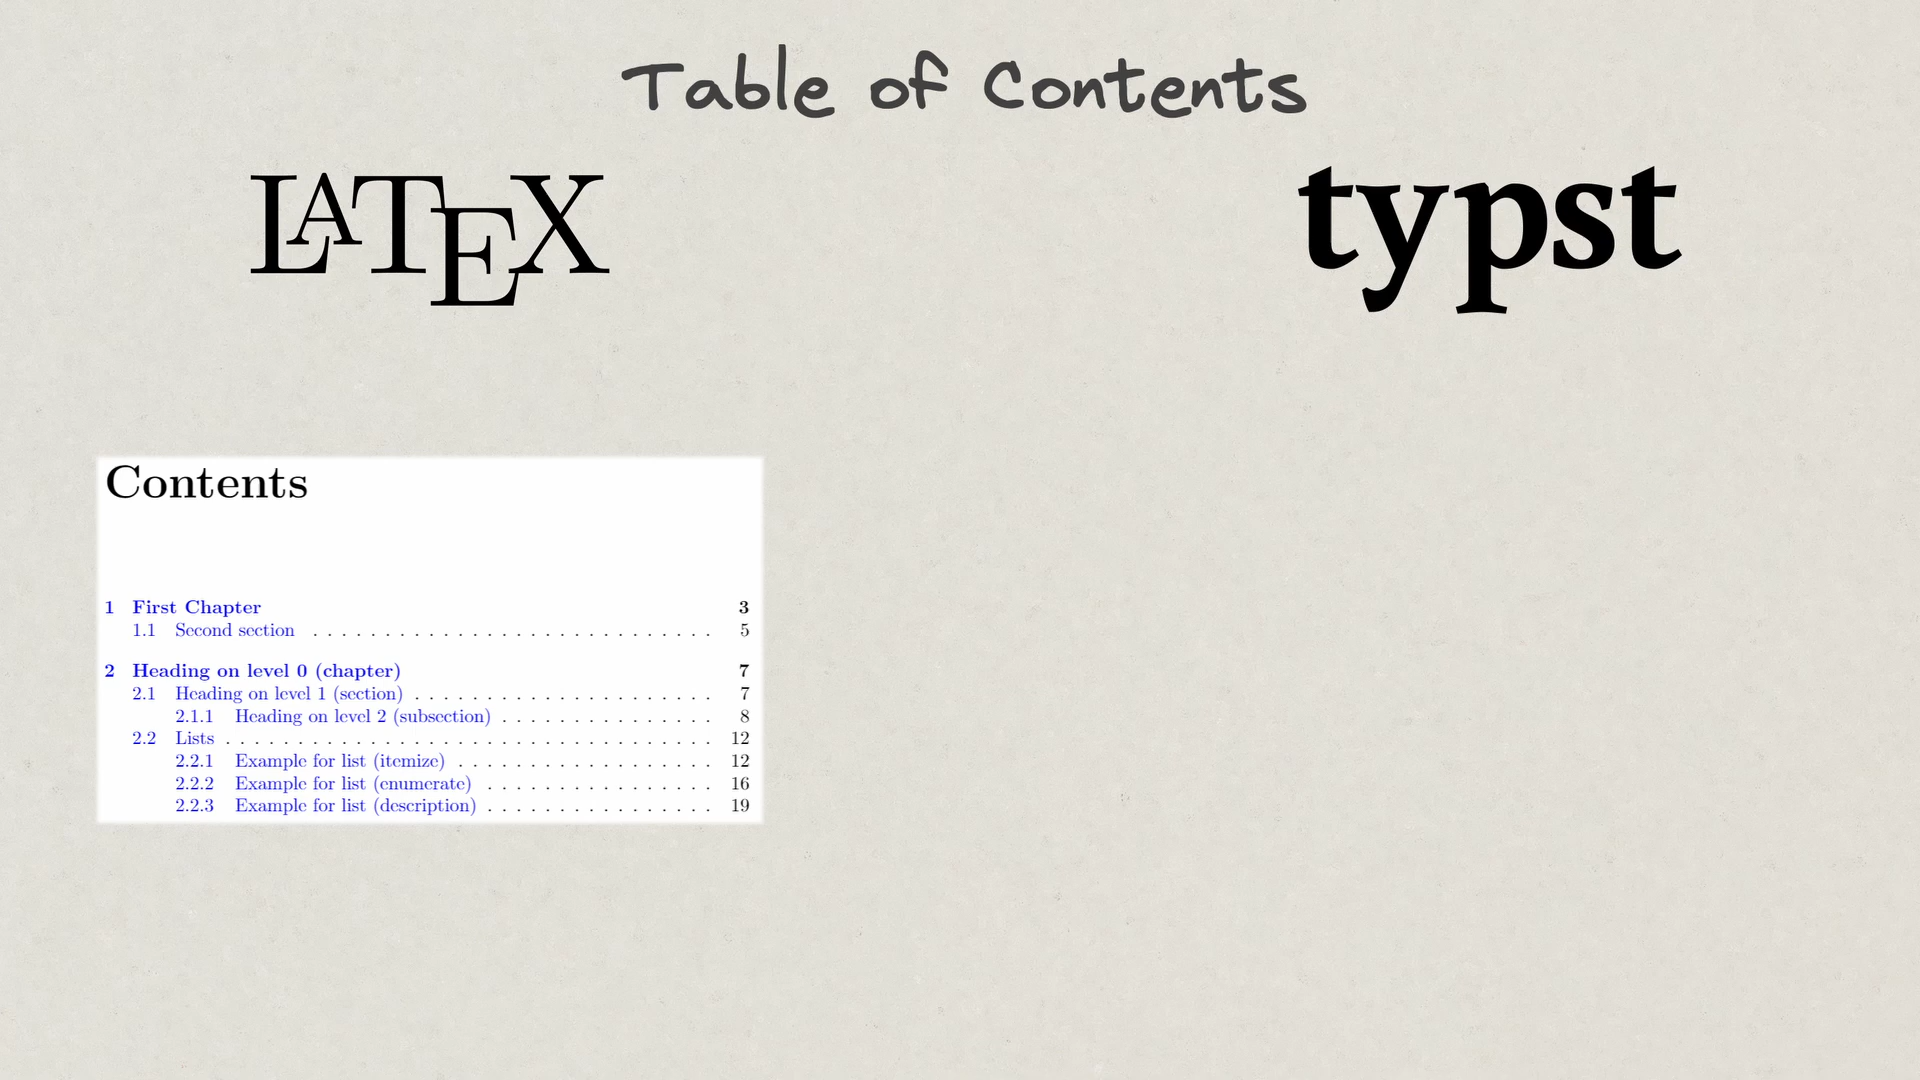 Table of Contents
LATEX
typst
Contents
1 First Chapter 3
1.1 Second section . . . . . . . . . . . . . . . . . . . . . . . . . . . . 5
2 Heading on level 0 (chapter) 7
2.1 Heading on level 1 (section) . . . . . . . . . . . . . . . . . . . . . 7
2.1.1 Heading on level 2 (subsection) . . . . . . . . . . . . . . . 8
2.2 Lists . . . . . . . . . . . . . . . . . . . . . . . . . . . . . . . . . . 12
2.2.1 Example for list (itemize) . . . . . . . . . . . . . . . . . . 12
2.2.2 Example for list (enumerate) . . . . . . . . . . . . . . . . 16
2.2.3 Example for list (description) . . . . . . . . . . . . . . . . 19